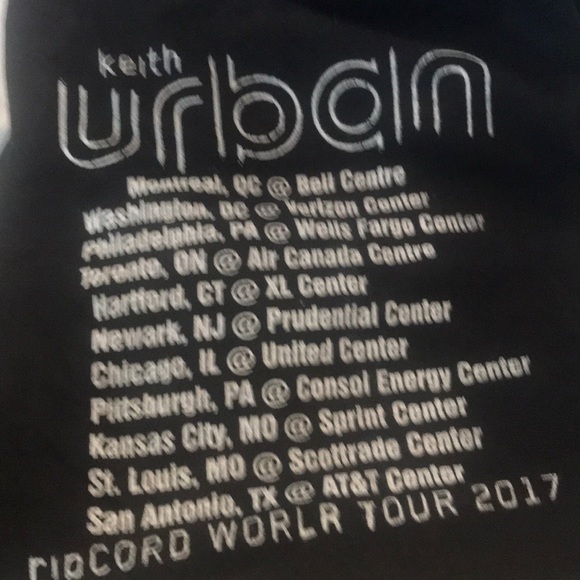 keith
urban
Montreal, QC @ Bell Centre
Washington, DC @ Verizon Center
Philadelphia, PA @ Wells Fargo Center
Toronto, ON @ Air Canada Centre
Hartford, CT @ XL Center
Newark, NJ @ Prudential Center
Chicago, IL @ United Center
Pittsburgh, PA @ Consol Energy Center
Kansas City, MO @ Sprint Center
St. Louis, MO @ Scottrade Center
San Antonio, TX @ AT&T Center
ripCORD WORLR TOUR 2017